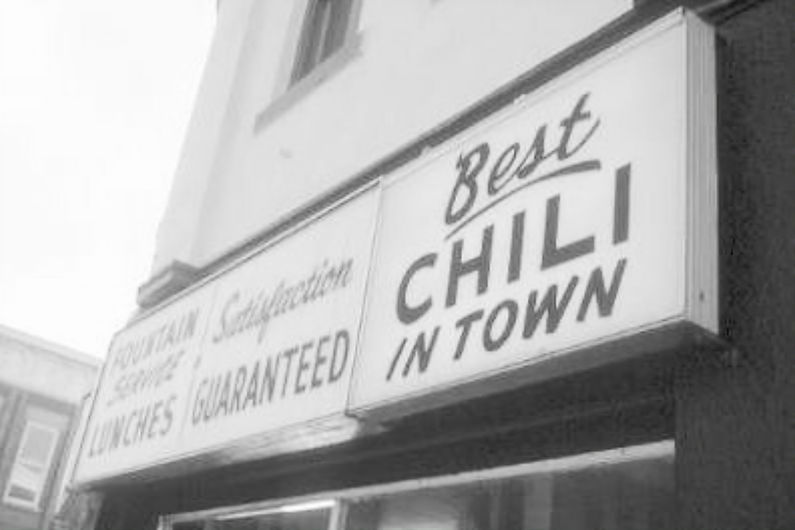 FOUNTAIN
SERVICE
LUNCHES
Satisfaction
GUARANTEED
Best
CHILI
IN TOWN